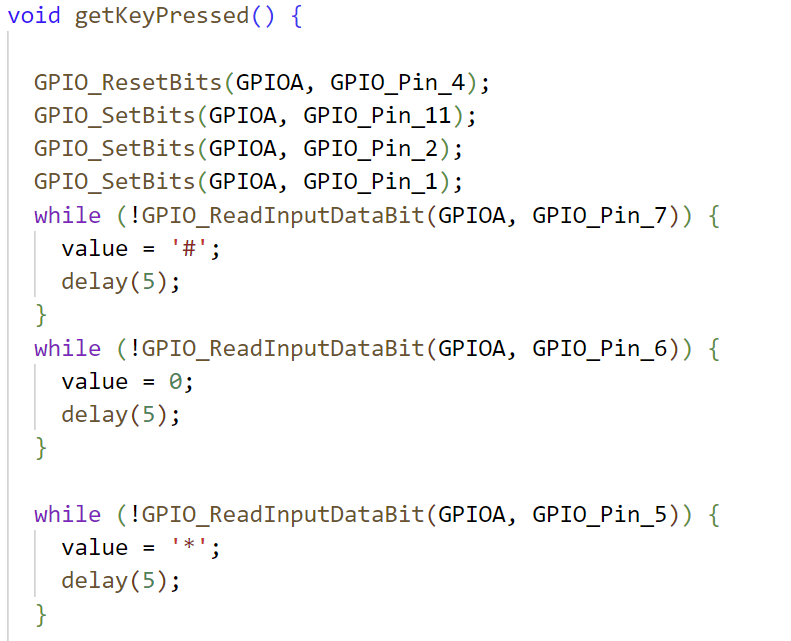 void getKeyPressed() {
GPIO_ResetBits(GPIOA, GPIO_Pin_4);
GPIO_SetBits(GPIOA, GPIO_Pin_11);
GPIO_SetBits(GPIOA, GPIO_Pin_2);
GPIO_SetBits(GPIOA, GPIO_Pin_1);
while (!GPIO_ReadInputDataBit(GPIOA, GPIO_Pin_7)) {
value = '#';
delay(5);
}
while (!GPIO_ReadInputDataBit(GPIOA, GPIO_Pin_6)) {
value = 0;
delay(5);
}
while (!GPIO_ReadInputDataBit(GPIOA, GPIO_Pin_5)) {
value = '*';
delay(5);
}